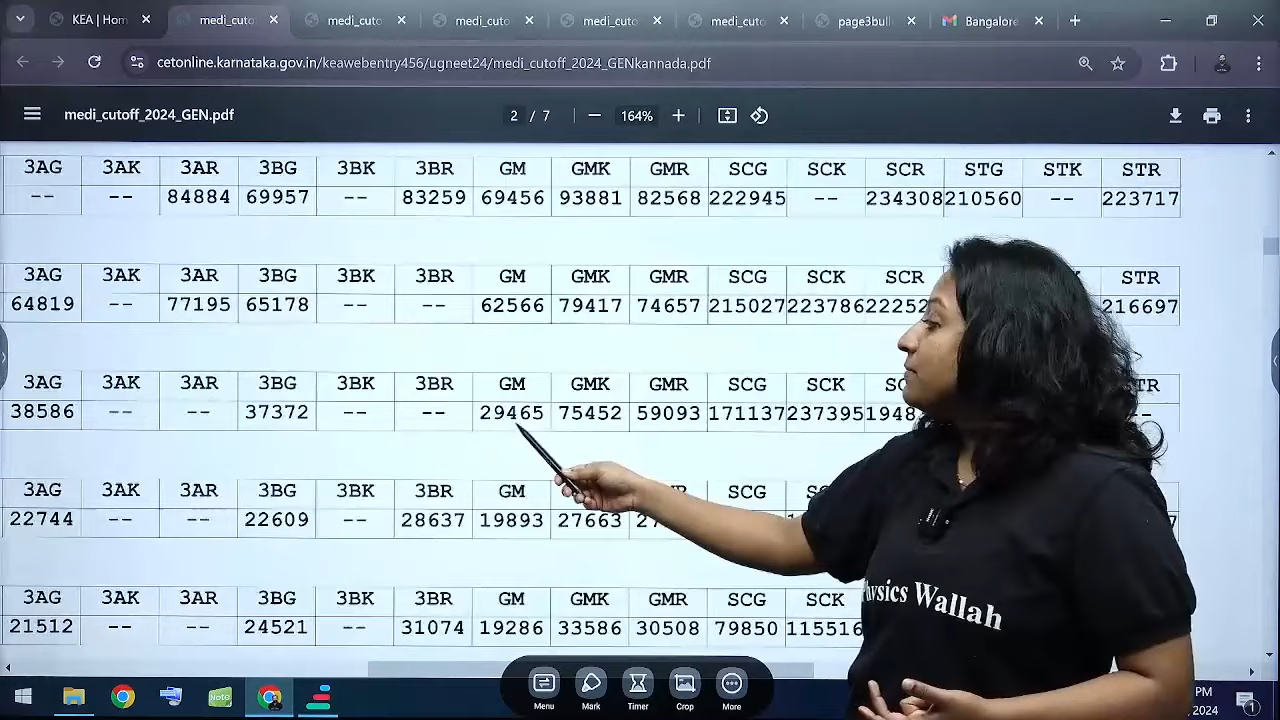 KEA | Hom
medi_cuto
medi_cuto
medi_cuto
medi_cuto
medi_cuto
page3bull
Bangalore
cetonline.karnataka.gov.in/keawebentry456/ugneet24/medi_cutoff_2024_GENkannada.pdf
medi_cutoff_2024_GEN.pdf
2 / 7
164%
3AG 3AK 3AR 3BG 3BK 3BR GM GMK GMR SCG SCK SCR STG STK STR
-- -- 84884 69957 -- 83259 69456 93881 82568 222945 -- 234308 210560 -- 223717
3AG 3AK 3AR 3BG 3BK 3BR GM GMK GMR SCG SCK SCR STR
64819 -- 77195 65178 -- -- 62566 79417 74657 215027 223786 216697
3AG 3AK 3AR 3BG 3BK 3BR GM GMK GMR SCG SCK
38586 -- -- 37372 -- -- 29465 75452 59093 171137 237395 --
3AG 3AK 3AR 3BG 3BK 3BR GM GMK SCG
22744 -- -- 22609 -- 28637 19893 27663
3AG 3AK 3AR 3BG 3BK 3BR GM GMK GMR SCG SCK
21512 -- -- 24521 -- 31074 19286 33586 30508 79850 115516
Physics Wallah
Menu
Mark
Timer
Crop
More
Note
PM
2024
1